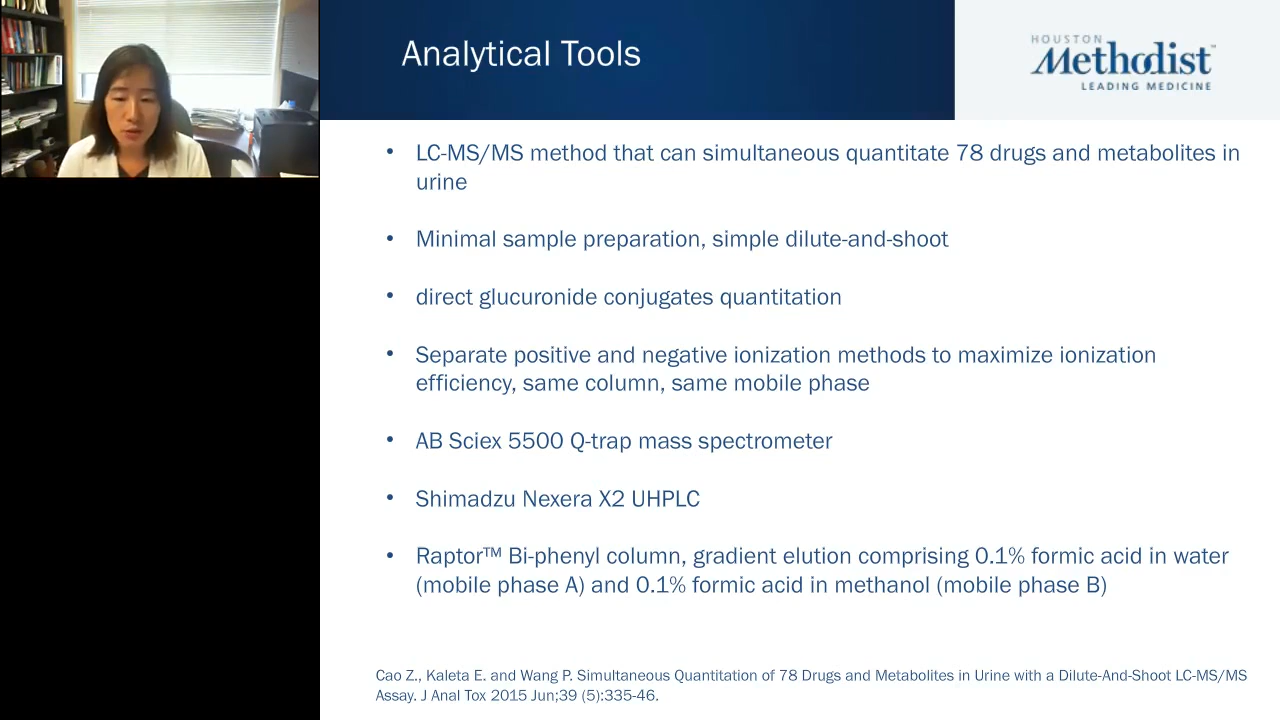 Analytical Tools
HOUSTON
Methodist™
LEADING MEDICINE
• LC-MS/MS method that can simultaneous quantitate 78 drugs and metabolites in
urine
• Minimal sample preparation, simple dilute-and-shoot
• direct glucuronide conjugates quantitation
• Separate positive and negative ionization methods to maximize ionization
efficiency, same column, same mobile phase
• AB Sciex 5500 Q-trap mass spectrometer
• Shimadzu Nexera X2 UHPLC
• Raptor™ Bi-phenyl column, gradient elution comprising 0.1% formic acid in water
(mobile phase A) and 0.1% formic acid in methanol (mobile phase B)
Cao Z., Kaleta E. and Wang P. Simultaneous Quantitation of 78 Drugs and Metabolites in Urine with a Dilute-And-Shoot LC-MS/MS
Assay. J Anal Tox 2015 Jun;39 (5):335-46.